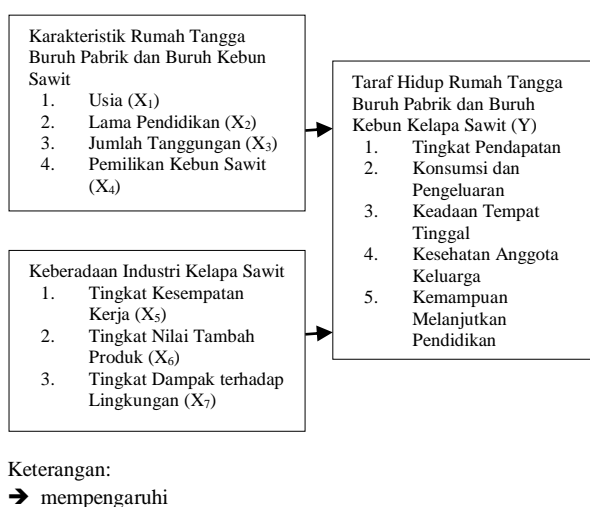 Karakteristik Rumah Tangga
Buruh Pabrik dan Buruh Kebun
Sawit
1. Usia (X₁)
2. Lama Pendidikan (X₂)
3. Jumlah Tanggungan (X₃)
4. Pemilikan Kebun Sawit
(X₄)
Keberadaan Industri Kelapa Sawit
1. Tingkat Kesempatan
Kerja (X₅)
2. Tingkat Nilai Tambah
Produk (X₆)
3. Tingkat Dampak terhadap
Lingkungan (X₇)
Taraf Hidup Rumah Tangga
Buruh Pabrik dan Buruh
Kebun Kelapa Sawit (Y)
1. Tingkat Pendapatan
2. Konsumsi dan
Pengeluaran
3. Keadaan Tempat
Tinggal
4. Kesehatan Anggota
Keluarga
5. Kemampuan
Melanjutkan
Pendidikan
Keterangan:
➔ mempengaruhi